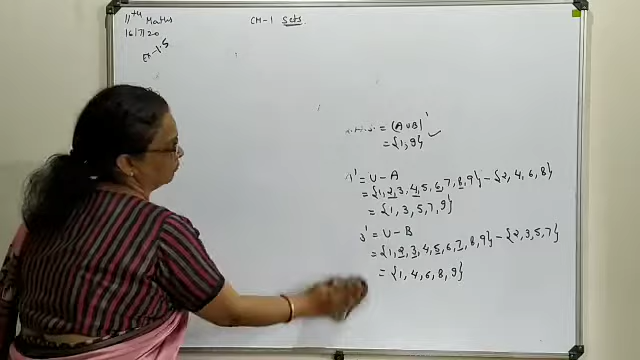 11th Maths
CH-1 Sets
16/7/20
Ex-1.5
.H.S. = (A∪B)'
= {1,9} ✓
A' = U - A
= {1,2,3,4,5,6,7,8,9} - {2,4,6,8}
= {1,3,5,7,9}
B' = U - B
= {1,2,3,4,5,6,7,8,9} - {2,3,5,7}
= {1,4,6,8,9}